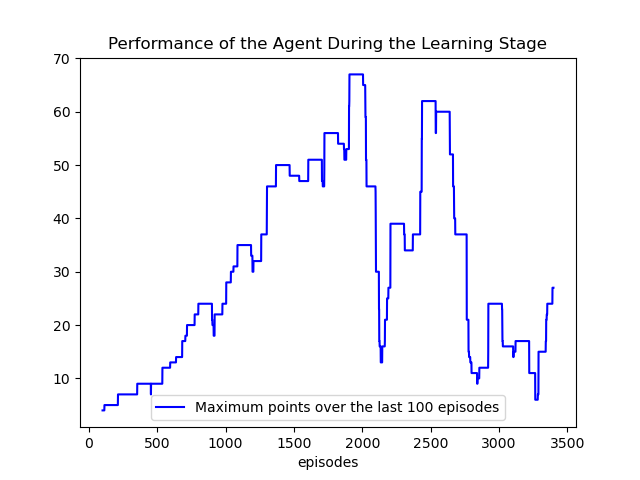 Performance of the Agent During the Learning Stage
70
60
50
40
30
20
10
Maximum points over the last 100 episodes
0 500 1000 1500 2000 2500 3000 3500
episodes